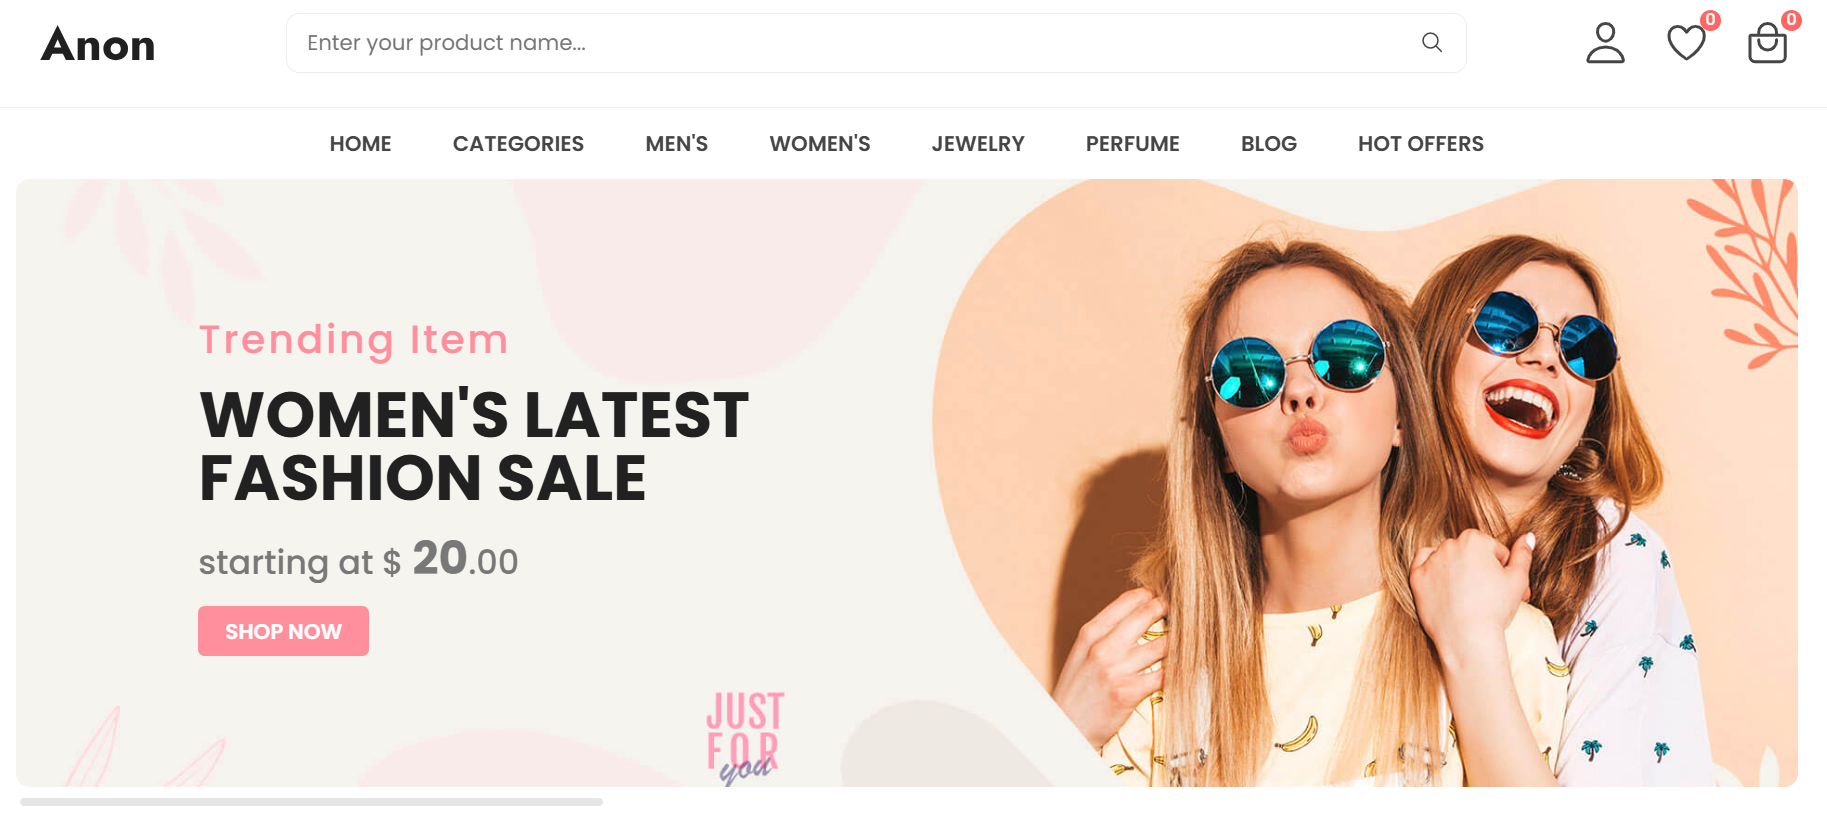 Anon
Enter your product name...
0
0
HOME CATEGORIES MEN'S WOMEN'S JEWELRY PERFUME BLOG HOT OFFERS
Trending Item
WOMEN'S LATEST
FASHION SALE
starting at $ 20.00
SHOP NOW
JUST
FOR
you